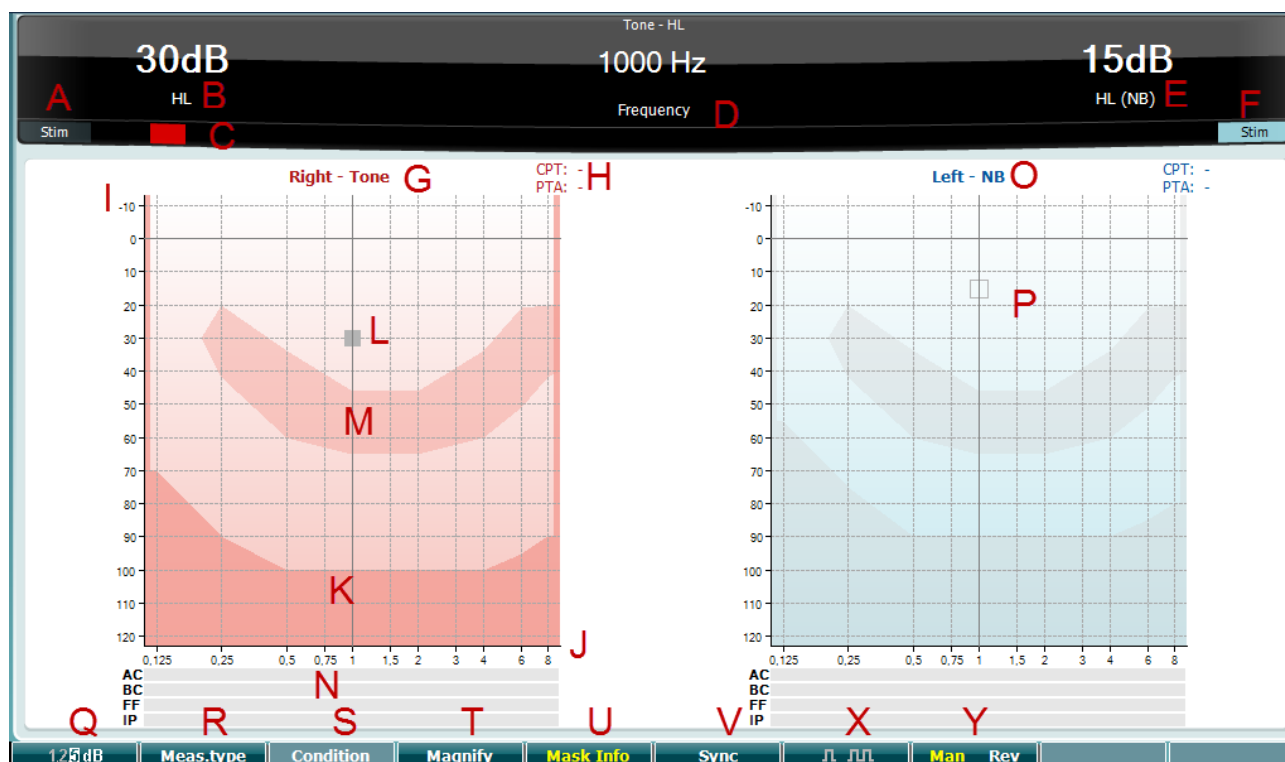 Tone - HL
30dB 1000 Hz 15dB
A HL B Frequency D HL (NB) E F
Stim C Stim
Right - Tone G CPT: - H Left - NB O CPT: -
PTA: - PTA: -
I
-10 -10
0 0
10 10
20 P 20
30 L 30
40 40
50 M 50
60 60
70 70
80 80
90 90
100 K 100
110 110
120 J 120
0,125 0,25 0,5 0,75 1 1,5 2 3 4 6 8 0,125 0,25 0,5 0,75 1 1,5 2 3 4 6 8
AC N AC
BC BC
FF FF
IP IP
Q R S T U V X Y
1,25 dB Meas.type Condition Magnify Mask Info Sync Man Rev